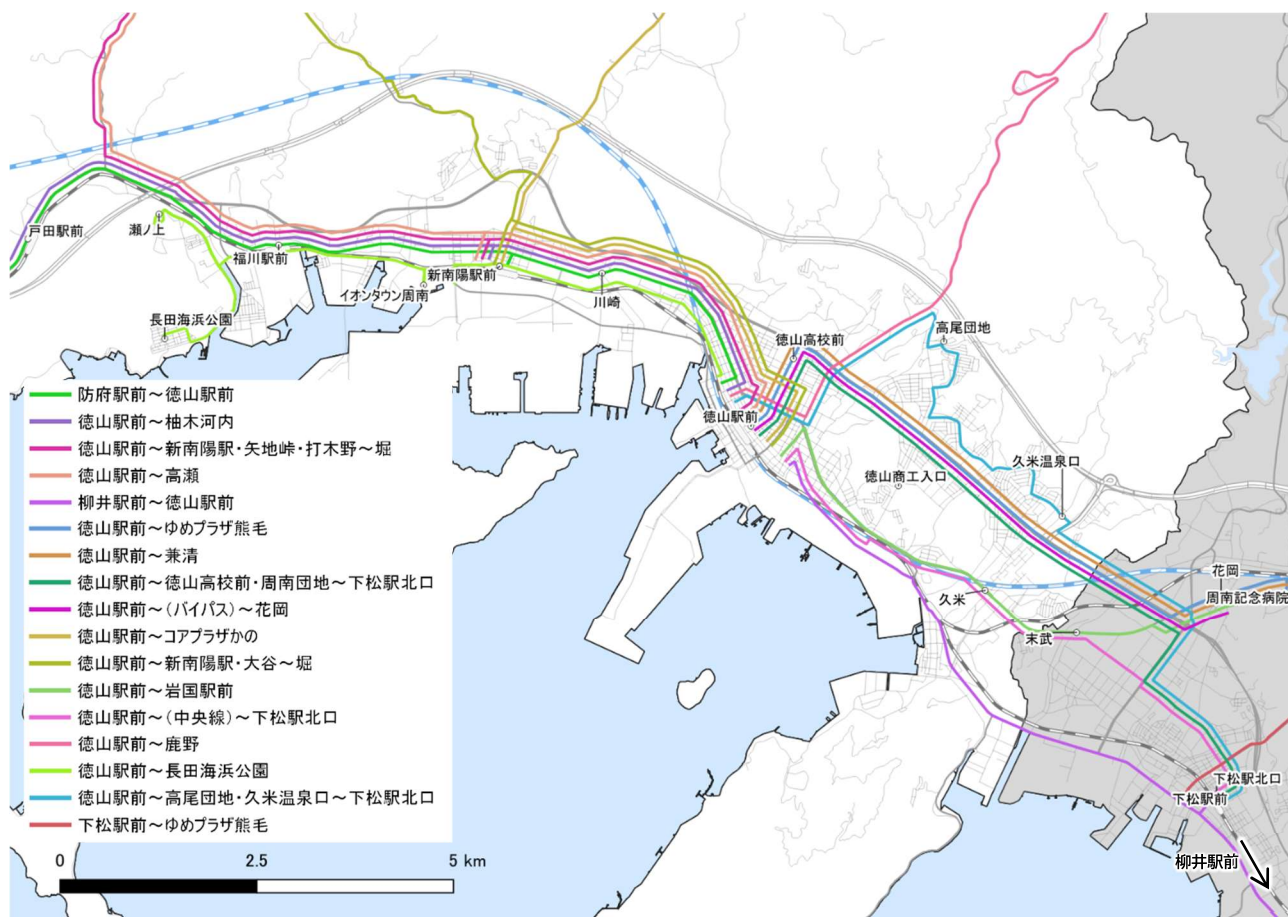 戸田駅前
瀬ノ上
福川駅前
新南陽駅前
イオンタウン周南
川崎
長田海浜公園
徳山高校前
高尾団地
徳山駅前
徳山商工入口
久米温泉口
花岡
周南記念病院
久米
末武
下松駅北口
下松駅前
柳井駅前
防府駅前～徳山駅前
徳山駅前～柚木河内
徳山駅前～新南陽駅・矢地峠・打木野～堀
徳山駅前～高瀬
柳井駅前～徳山駅前
徳山駅前～ゆめプラザ熊毛
徳山駅前～兼清
徳山駅前～徳山高校前・周南団地～下松駅北口
徳山駅前～(バイパス)～花岡
徳山駅前～コアプラザかの
徳山駅前～新南陽駅・大谷～堀
徳山駅前～岩国駅前
徳山駅前～(中央線)～下松駅北口
徳山駅前～鹿野
徳山駅前～長田海浜公園
徳山駅前～高尾団地・久米温泉口～下松駅北口
下松駅前～ゆめプラザ熊毛
0 2.5 5 km